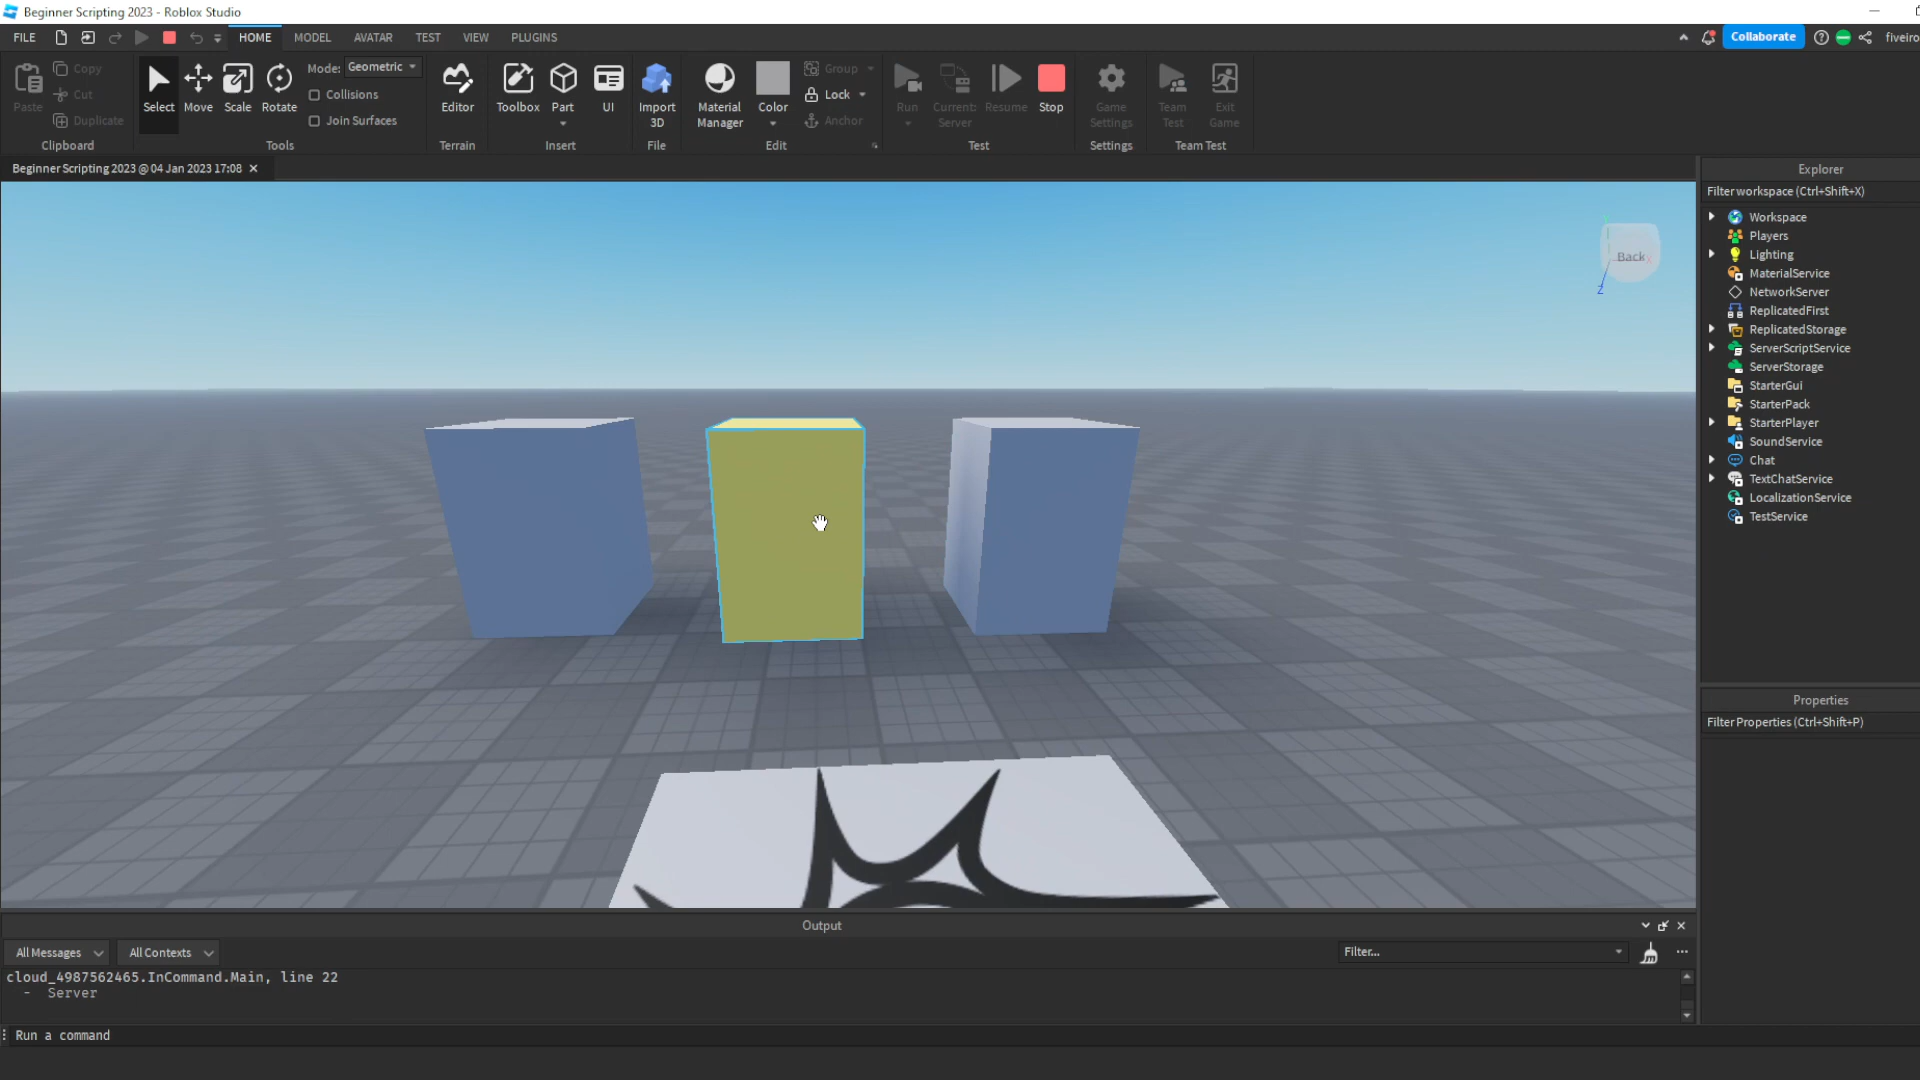 Beginner Scripting 2023 - Roblox Studio
FILE HOME MODEL AVATAR TEST VIEW PLUGINS Collaborate fiveiro
Paste Copy Cut Duplicate
Clipboard
Select Move Scale Rotate
Mode: Geometric
Collisions
Join Surfaces
Tools
Editor
Terrain
Toolbox Part UI
Insert
Import 3D
File
Material Manager Color
Group
Lock
Anchor
Edit
Run Current: Server Resume Stop
Test
Game Settings
Settings
Team Test Exit Game
Team Test
Beginner Scripting 2023 @ 04 Jan 2023 17:08
Back
Z
Explorer
Filter workspace (Ctrl+Shift+X)
Workspace
Players
Lighting
MaterialService
NetworkServer
ReplicatedFirst
ReplicatedStorage
ServerScriptService
ServerStorage
StarterGui
StarterPack
StarterPlayer
SoundService
Chat
TextChatService
LocalizationService
TestService
Properties
Filter Properties (Ctrl+Shift+P)
Output
All Messages All Contexts Filter...
cloud_4987562465.InCommand.Main, line 22
- Server
Run a command